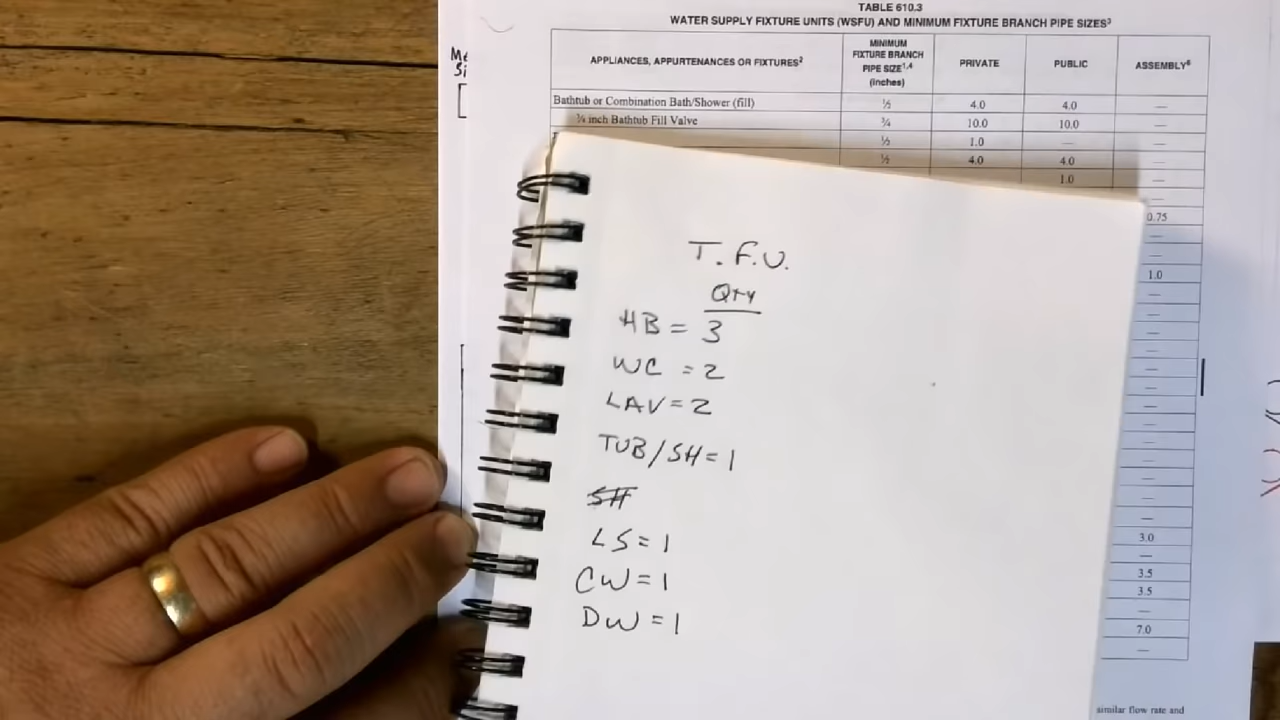 TABLE 610.3
WATER SUPPLY FIXTURE UNITS (WSFU) AND MINIMUM FIXTURE BRANCH PIPE SIZES³
APPLIANCES, APPURTENANCES OR FIXTURES² MINIMUM FIXTURE BRANCH PIPE SIZE¹,⁴ (inches) PRIVATE PUBLIC ASSEMBLY⁶
Bathtub or Combination Bath/Shower (fill) ½ 4.0 4.0 —
¾ inch Bathtub Fill Valve ¾ 10.0 10.0 —
½ 1.0 — —
½ 4.0 4.0 —
1.0 —
—
0.75
—
—
1.0
—
—
—
—
—
—
—
—
—
—
—
—
—
3.0
—
3.5
3.5
—
7.0
—
similar flow rate and
T.F.U.
QTY
HB = 3
WC = 2
LAV = 2
TUB/SH = 1
SH
LS = 1
CW = 1
DW = 1